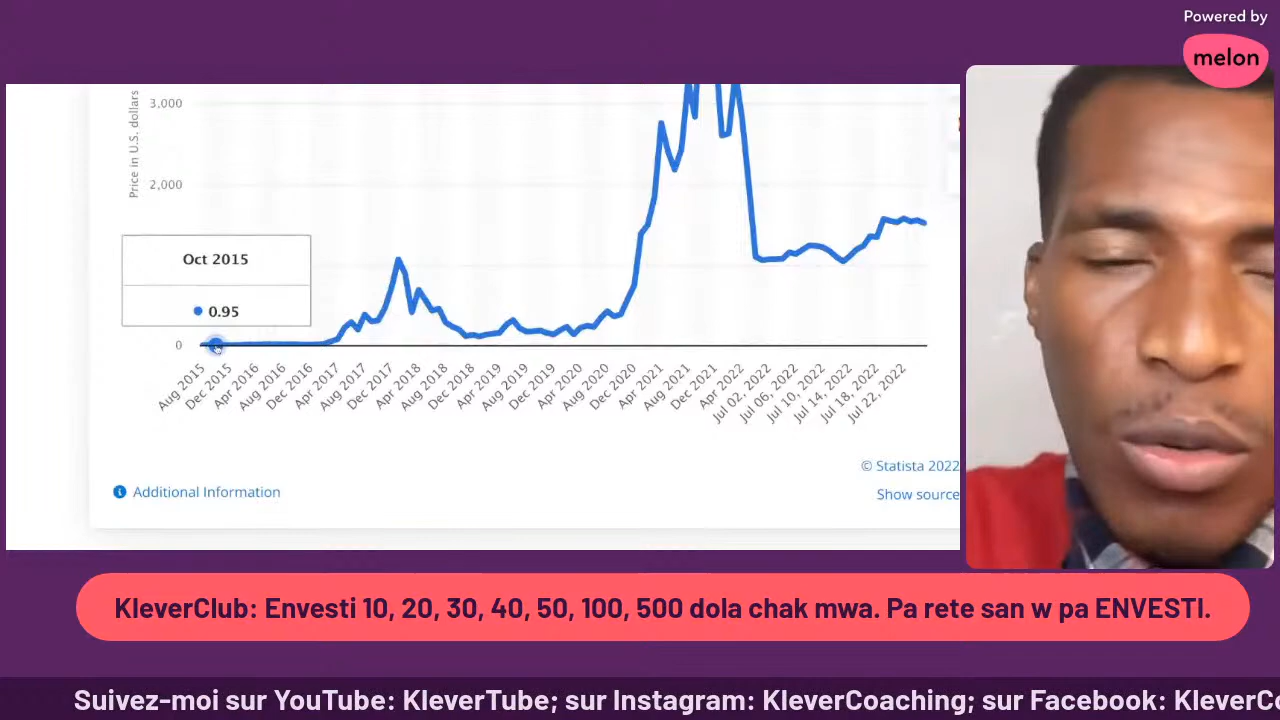 Powered by
melon
Price in U.S. dollars
3,000
2,000
Oct 2015
0.95
0
Aug 2015
Dec 2015
Apr 2016
Aug 2016
Dec 2016
Apr 2017
Aug 2017
Dec 2017
Apr 2018
Aug 2018
Dec 2018
Apr 2019
Aug 2019
Dec 2019
Apr 2020
Aug 2020
Dec 2020
Apr 2021
Aug 2021
Dec 2021
Apr 2022
Jul 02, 2022
Jul 06, 2022
Jul 10, 2022
Jul 14, 2022
Jul 18, 2022
Jul 22, 2022
© Statista 2022
Additional Information
Show source
KleverClub: Envesti 10, 20, 30, 40, 50, 100, 500 dola chak mwa. Pa rete san w pa ENVESTI.
Suivez-moi sur YouTube: KleverTube; sur Instagram: KleverCoaching; sur Facebook: